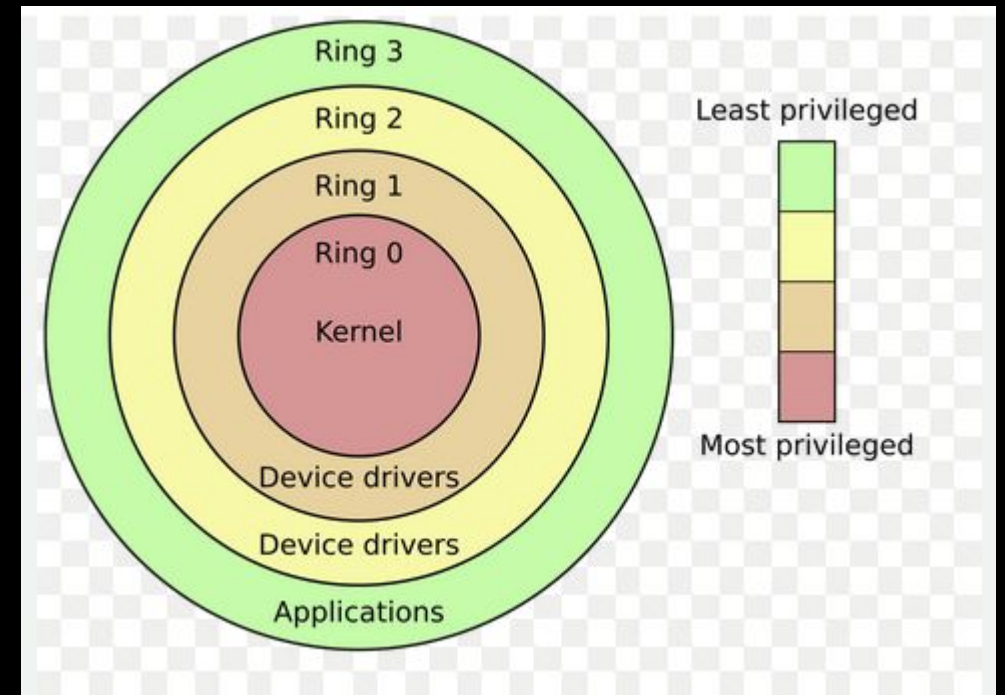 Ring 3
Ring 2
Ring 1
Ring 0
Kernel
Device drivers
Device drivers
Applications
Least privileged
Most privileged